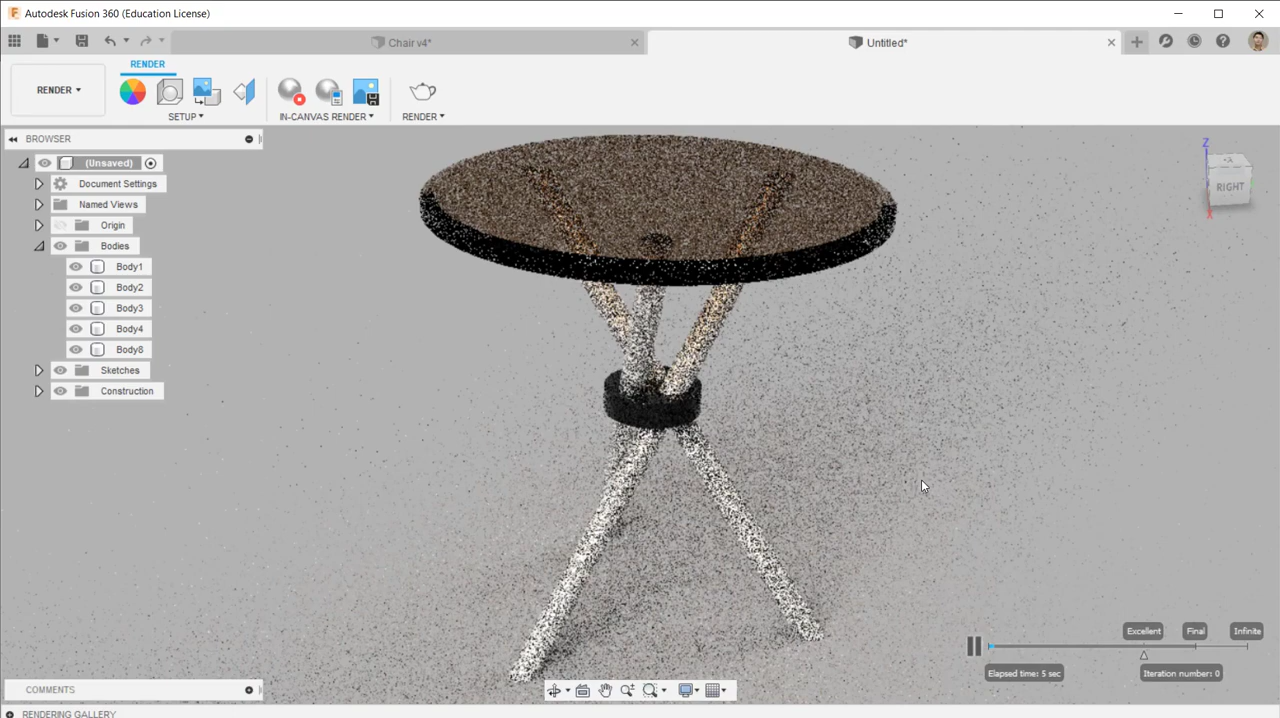 Autodesk Fusion 360 (Education License)
Chair v4*
Untitled*
RENDER
RENDER
SETUP
IN-CANVAS RENDER
RENDER
BROWSER
(Unsaved)
Document Settings
Named Views
Origin
Bodies
Body1
Body2
Body3
Body4
Body8
Sketches
Construction
Z
RIGHT
X
Excellent
Final
Infinite
Elapsed time: 5 sec
Iteration number: 0
COMMENTS
RENDERING GALLERY